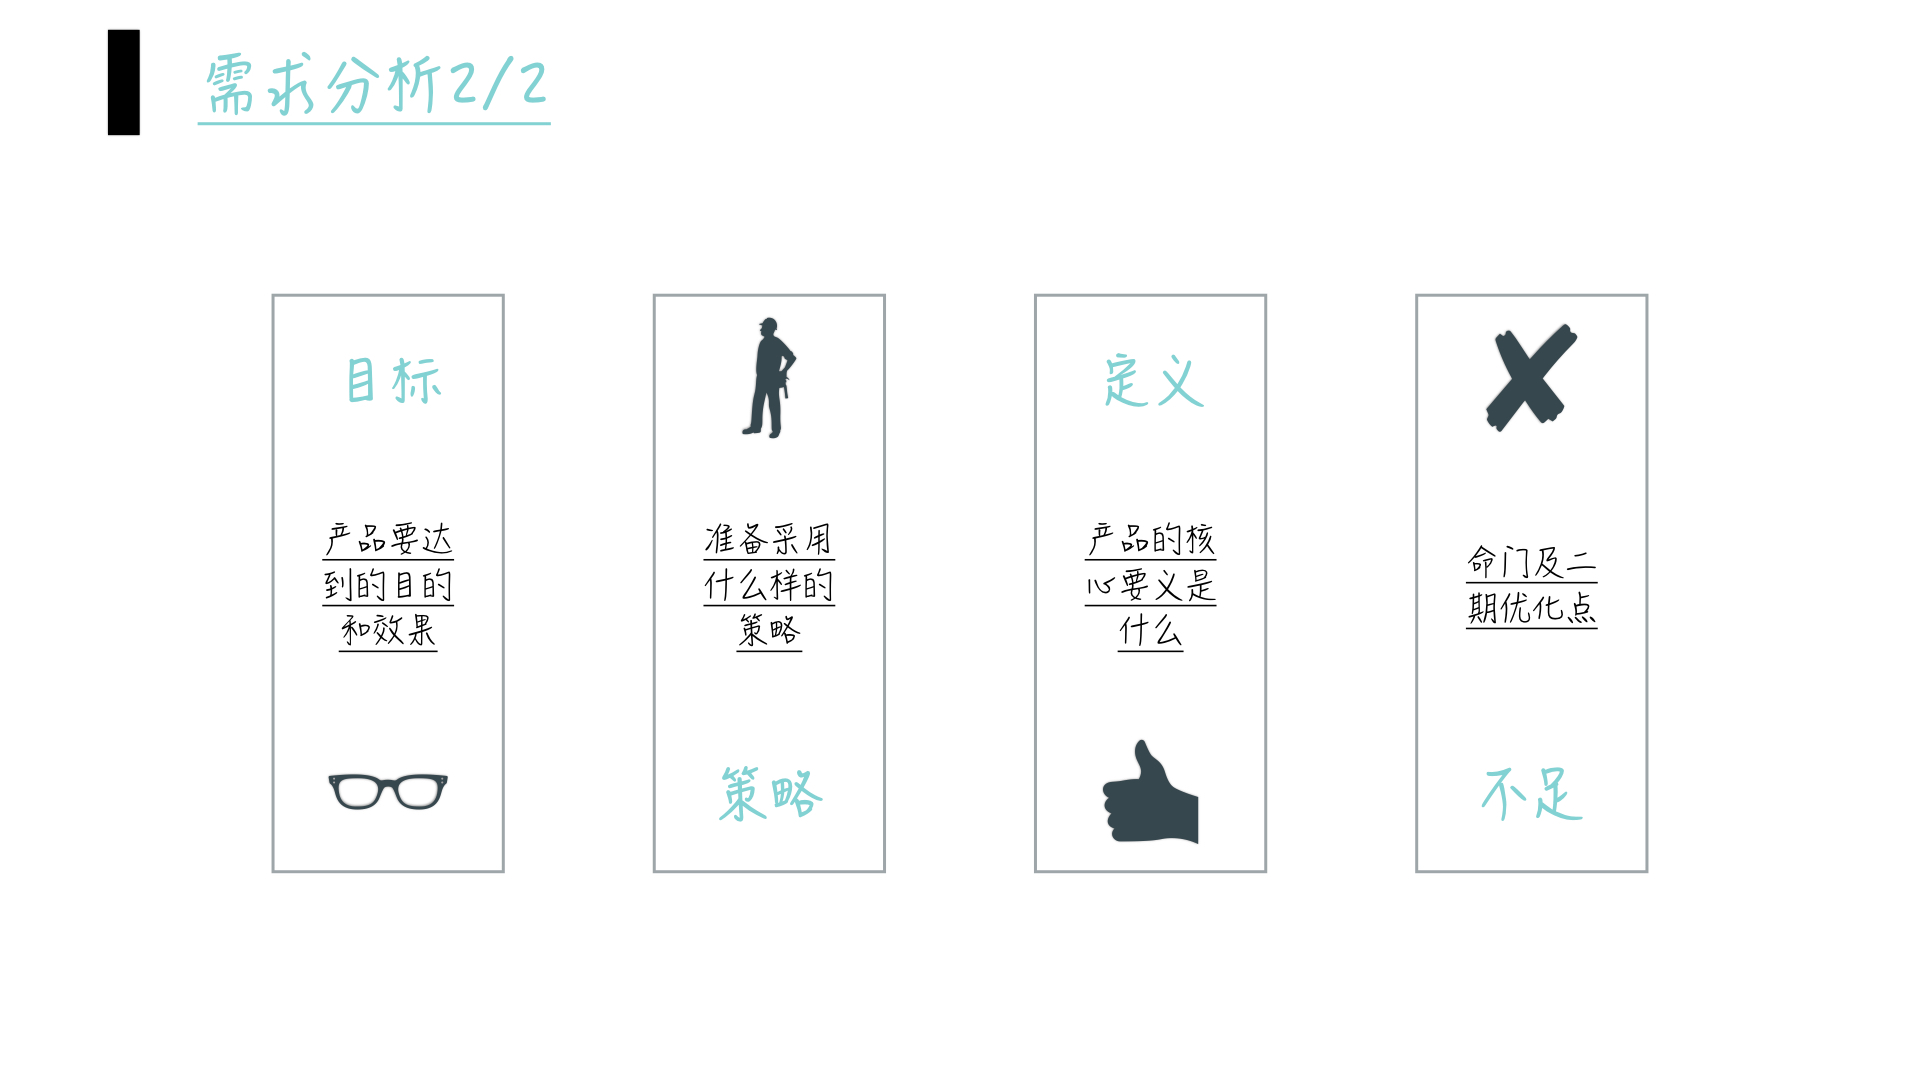 需求分析2/2
目标
产品要达
到的目的
和效果
准备采用
什么样的
策略
策略
定义
产品的核
心要义是
什么
命门及二
期优化点
不足